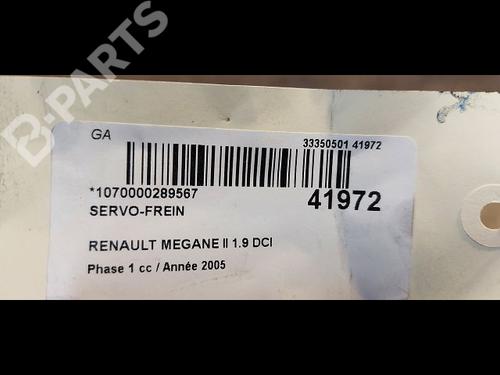 B-PARTS
GA
33350501 41972
*1070000289567
41972
SERVO-FREIN
RENAULT MEGANE II 1.9 DCI
Phase 1 cc / Année 2005